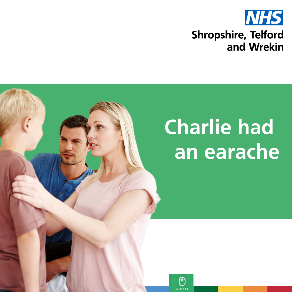 NHS
Shropshire, Telford
and Wrekin
Charlie had
an earache